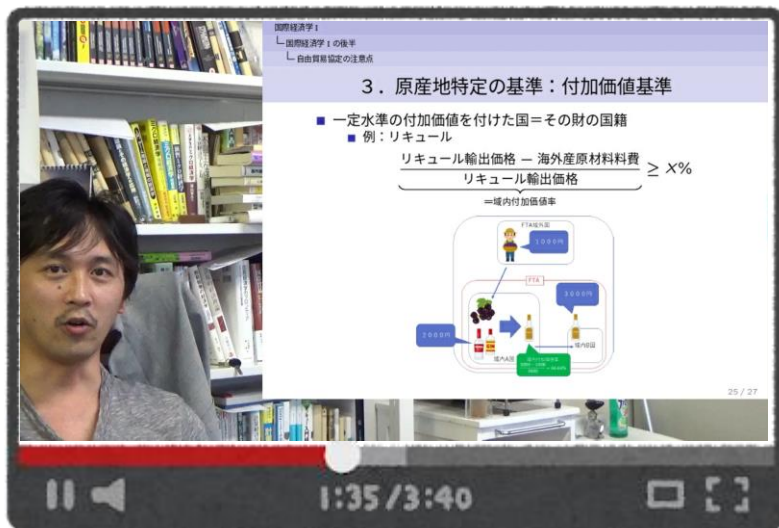 国際経済学 I
国際経済学 I の後半
自由貿易協定の注意点
3．原産地特定の基準：付加価値基準
一定水準の付加価値を付けた国＝その財の国籍
例：リキュール
リキュール輸出価格 − 海外産原材料料費
リキュール輸出価格
≥ X%
＝域内付加価値率
FTA域外国
1000円
FTA
3000円
2000円
域内A国
域内B国
域内付加価値率
25 / 27
1:35/3:40